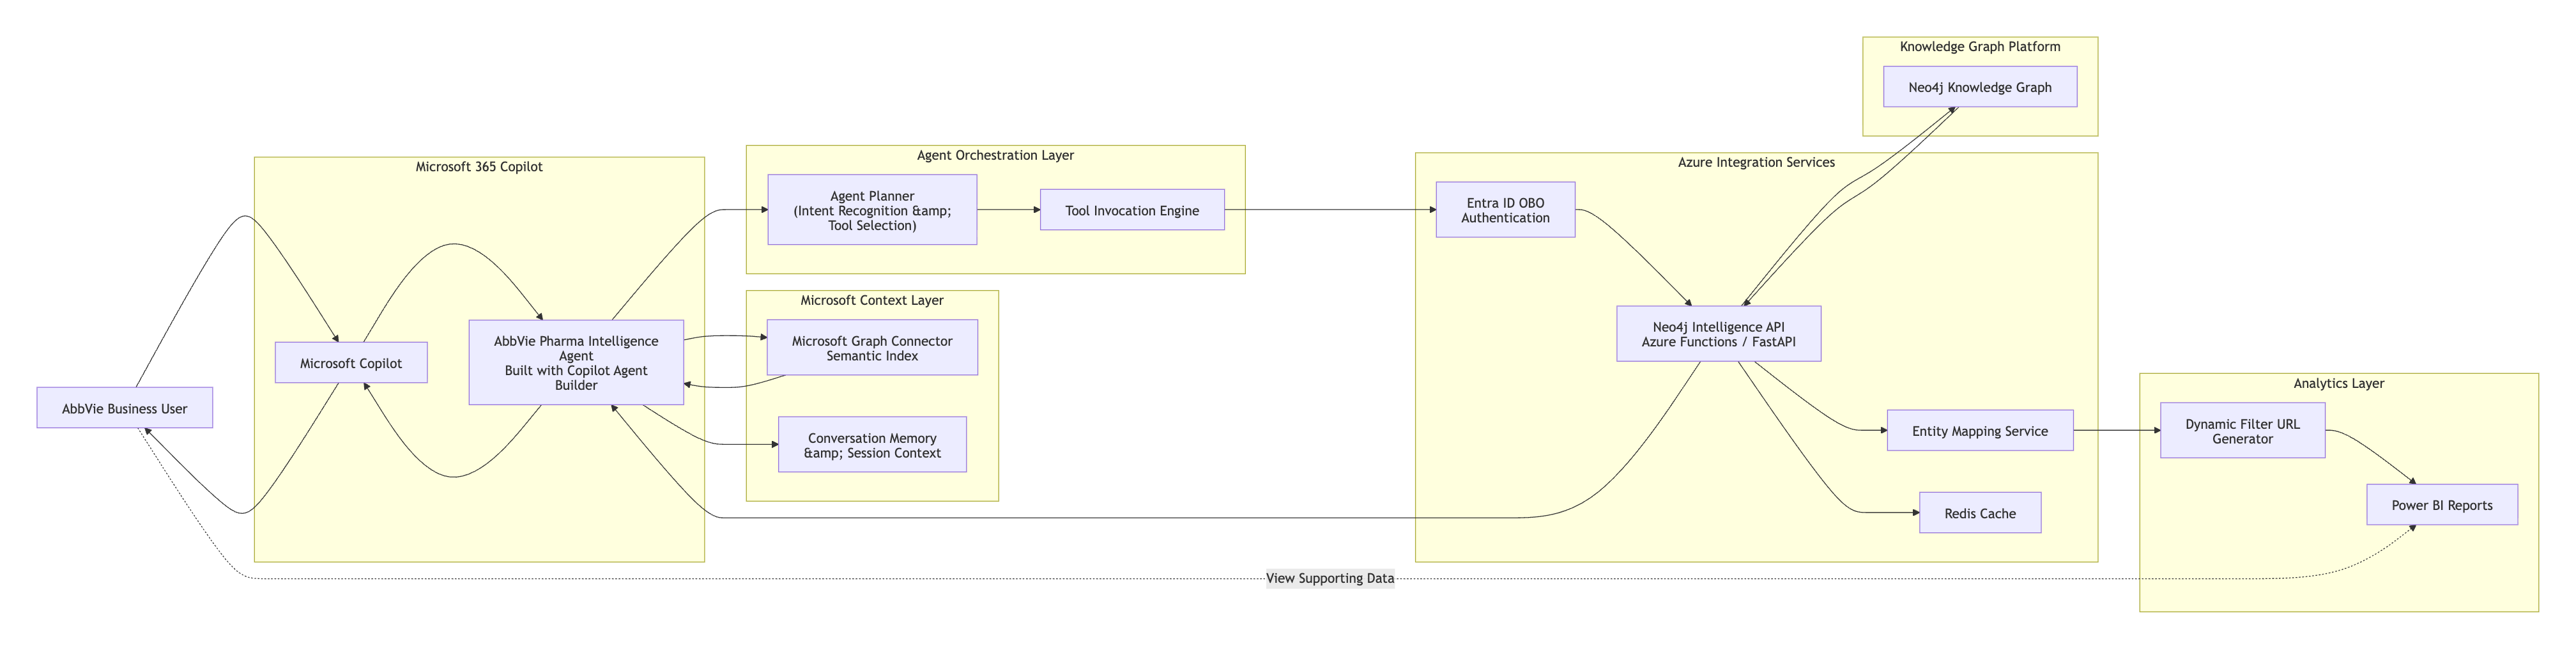 Knowledge Graph Platform
Neo4j Knowledge Graph
Microsoft 365 Copilot
Agent Orchestration Layer
Azure Integration Services
Agent Planner
(Intent Recognition &amp;
Tool Selection)
Tool Invocation Engine
Entra ID OBO
Authentication
Microsoft Context Layer
Microsoft Graph Connector
Semantic Index
Conversation Memory
&amp; Session Context
Microsoft Copilot
AbbVie Pharma Intelligence
Agent
Built with Copilot Agent
Builder
AbbVie Business User
Neo4j Intelligence API
Azure Functions / FastAPI
Entity Mapping Service
Redis Cache
Analytics Layer
Dynamic Filter URL
Generator
Power BI Reports
View Supporting Data